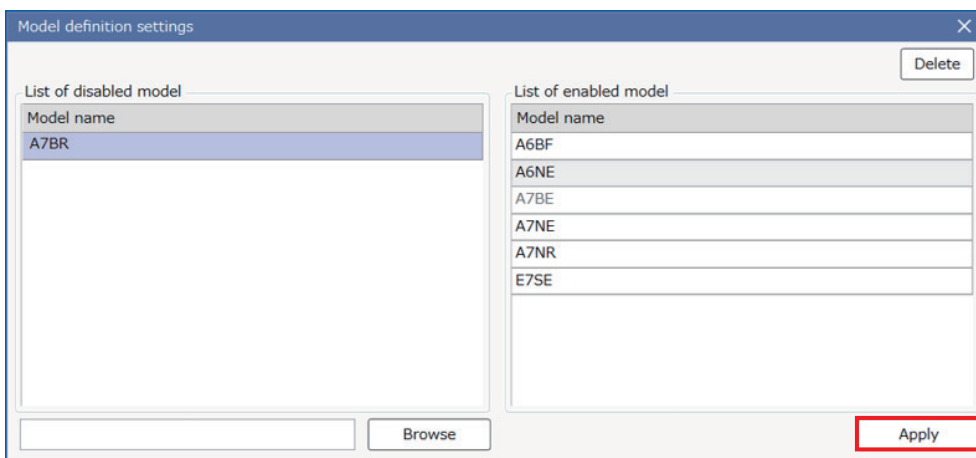 Model definition settings
Delete
List of disabled model
Model name
A7BR
List of enabled model
Model name
A6BF
A6NE
A7BE
A7NE
A7NR
E7SE
Browse
Apply